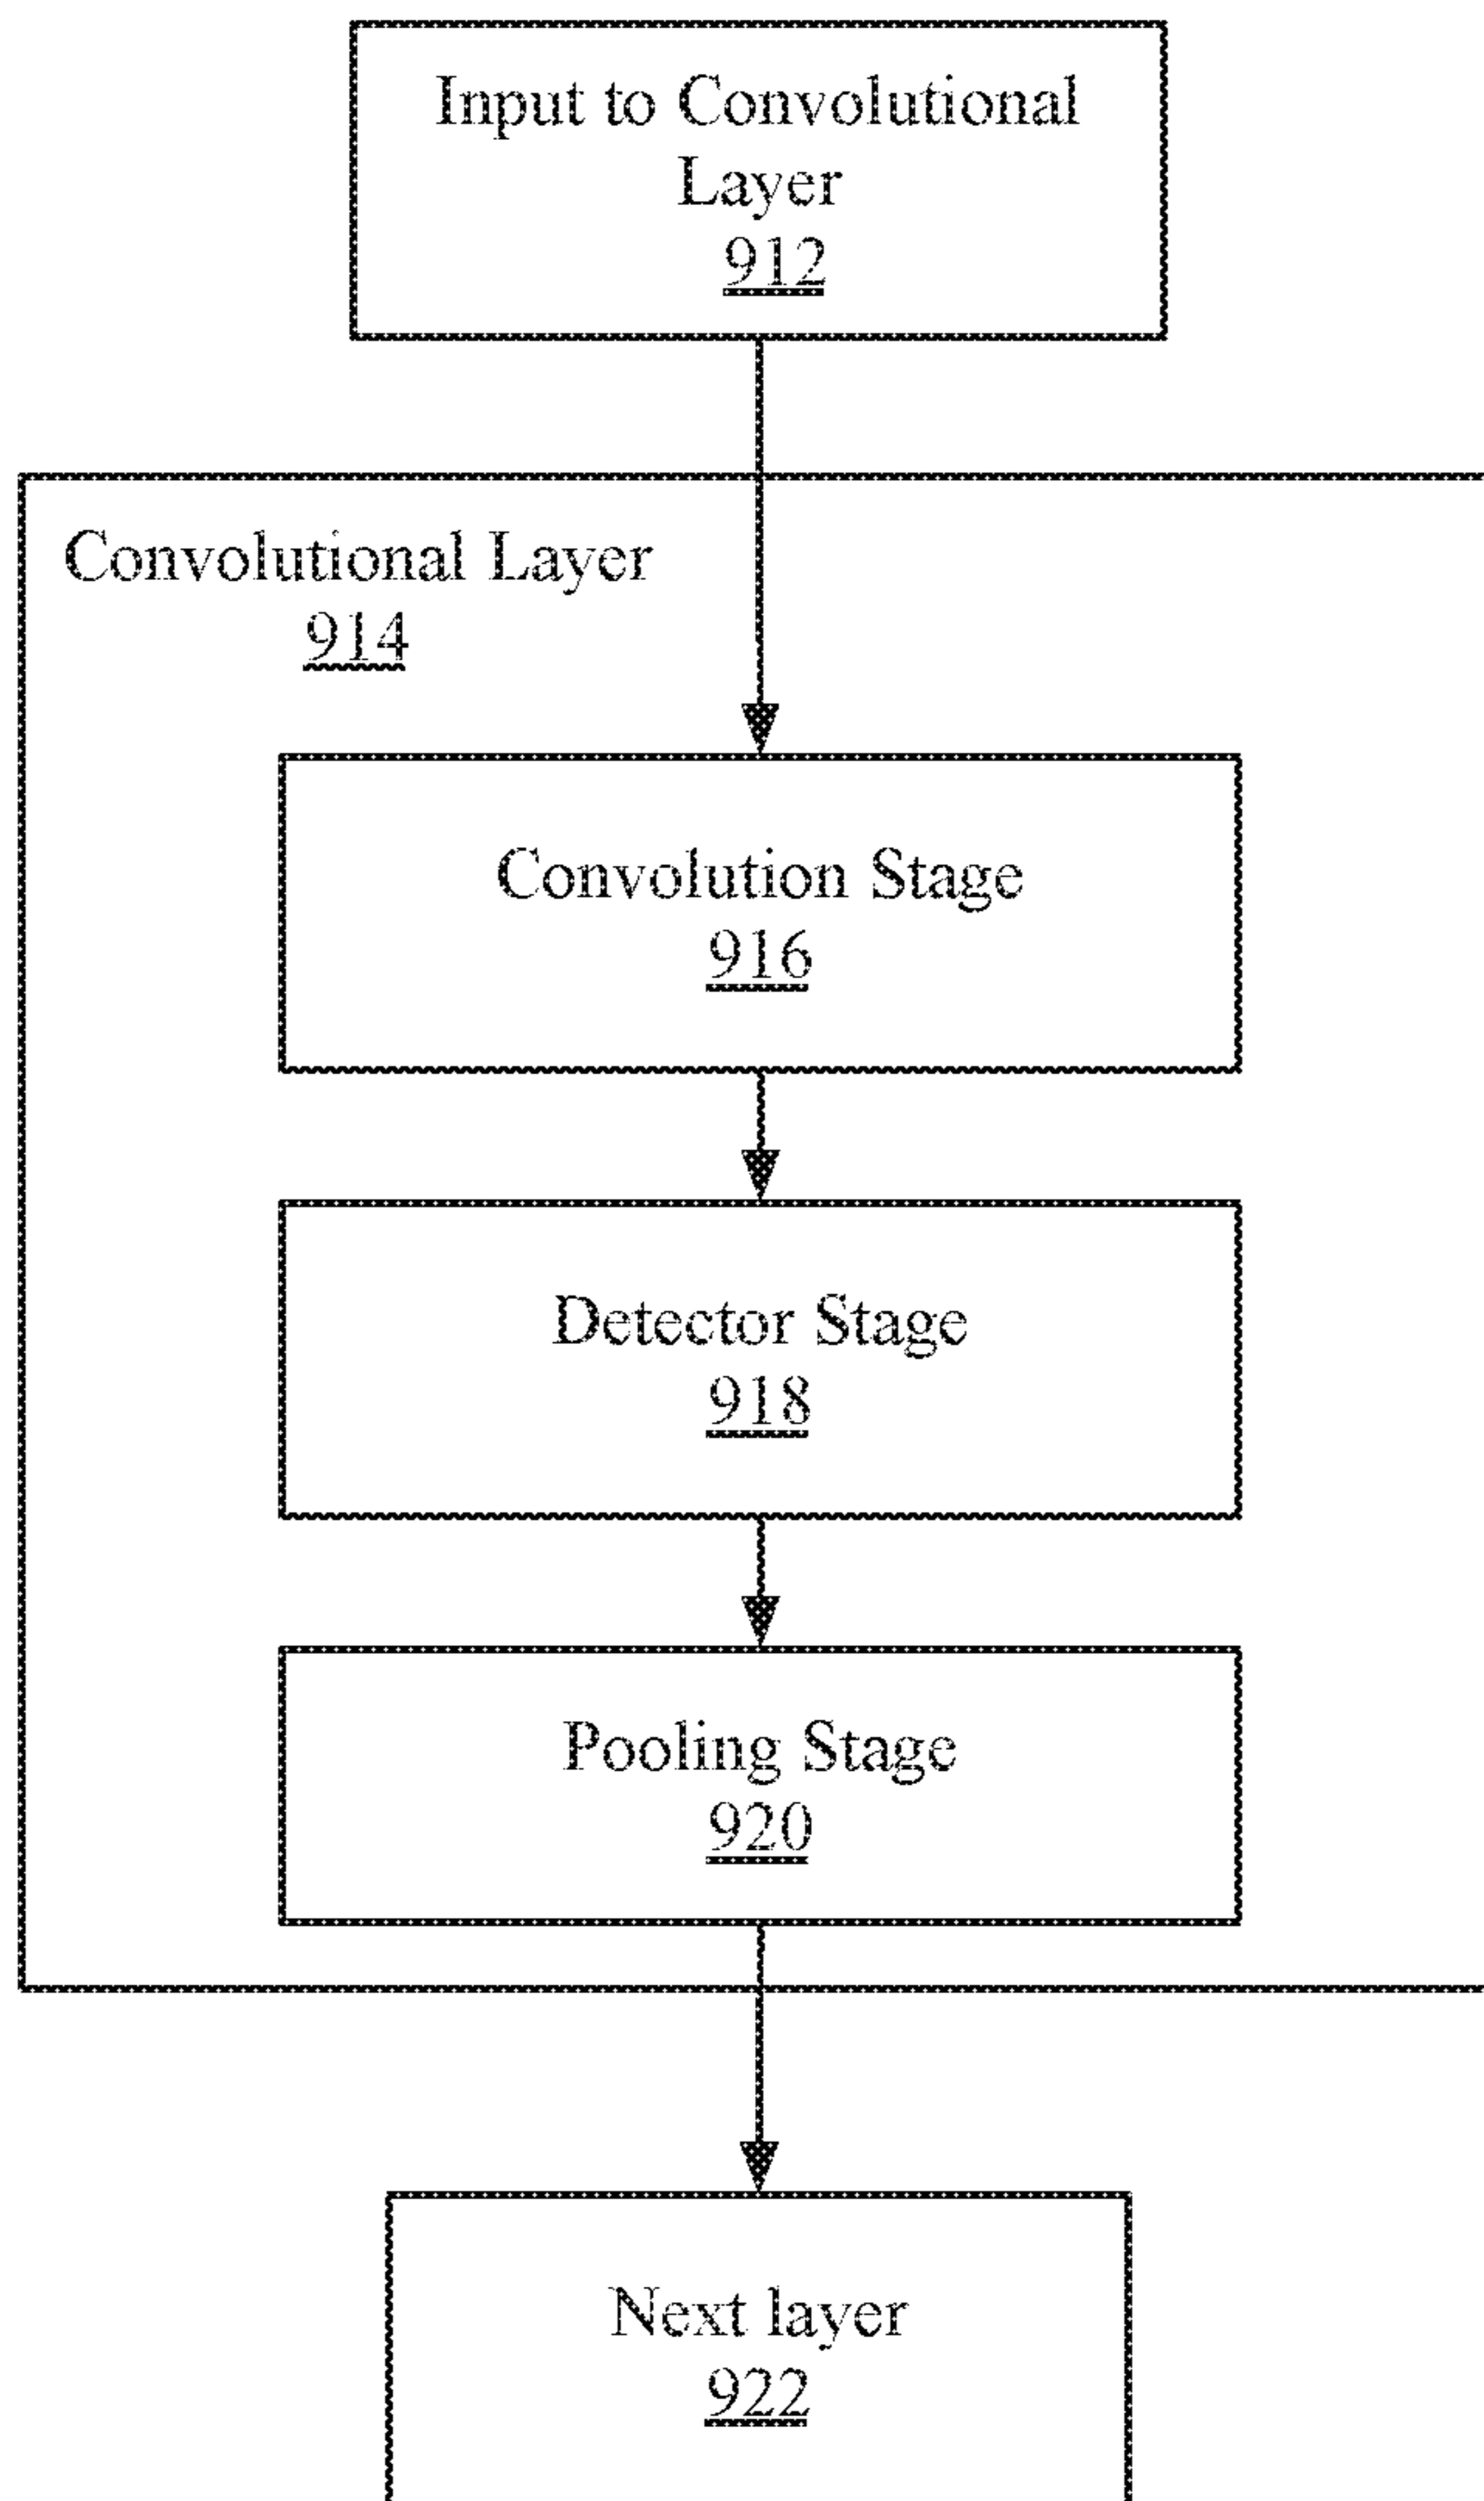 Input to Convolutional
Layer
912
Convolutional Layer
914
Convolution Stage
916
Detector Stage
918
Pooling Stage
920
Next layer
922